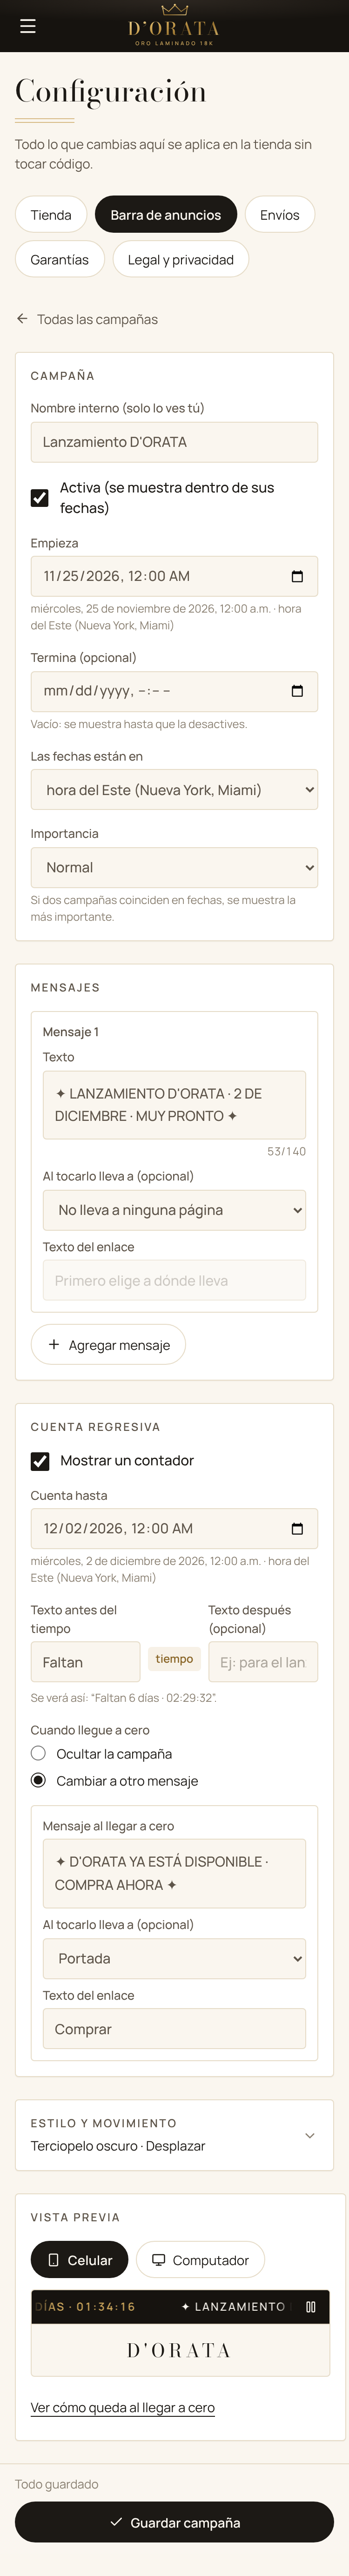 D'ORATA
ORO LAMINADO 18K
Configuración
Todo lo que cambias aquí se aplica en la tienda sin
tocar código.
Tienda
Barra de anuncios
Envíos
Garantías
Legal y privacidad
← Todas las campañas
CAMPAÑA
Nombre interno (solo lo ves tú)
Lanzamiento D'ORATA
Activa (se muestra dentro de sus
fechas)
Empieza
11/25/2026, 12:00 AM
miércoles, 25 de noviembre de 2026, 12:00 a.m. · hora
del Este (Nueva York, Miami)
Termina (opcional)
mm/dd/yyyy, --:-- --
Vacío: se muestra hasta que la desactives.
Las fechas están en
hora del Este (Nueva York, Miami)
Importancia
Normal
Si dos campañas coinciden en fechas, se muestra la
más importante.
MENSAJES
Mensaje 1
Texto
✦ LANZAMIENTO D'ORATA · 2 DE
DICIEMBRE · MUY PRONTO ✦
53/140
Al tocarlo lleva a (opcional)
No lleva a ninguna página
Texto del enlace
Primero elige a dónde lleva
+ Agregar mensaje
CUENTA REGRESIVA
Mostrar un contador
Cuenta hasta
12/02/2026, 12:00 AM
miércoles, 2 de diciembre de 2026, 12:00 a.m. · hora del
Este (Nueva York, Miami)
Texto antes del
tiempo
Texto después
(opcional)
Faltan
tiempo
Ej: para el lan
Se verá así: “Faltan 6 días · 02:29:32”.
Cuando llegue a cero
Ocultar la campaña
Cambiar a otro mensaje
Mensaje al llegar a cero
✦ D'ORATA YA ESTÁ DISPONIBLE ·
COMPRA AHORA ✦
Al tocarlo lleva a (opcional)
Portada
Texto del enlace
Comprar
ESTILO Y MOVIMIENTO
Terciopelo oscuro · Desplazar
VISTA PREVIA
Celular
Computador
DÍAS · 01:34:16 ✦ LANZAMIENTO
D'ORATA
Ver cómo queda al llegar a cero
Todo guardado
Guardar campaña